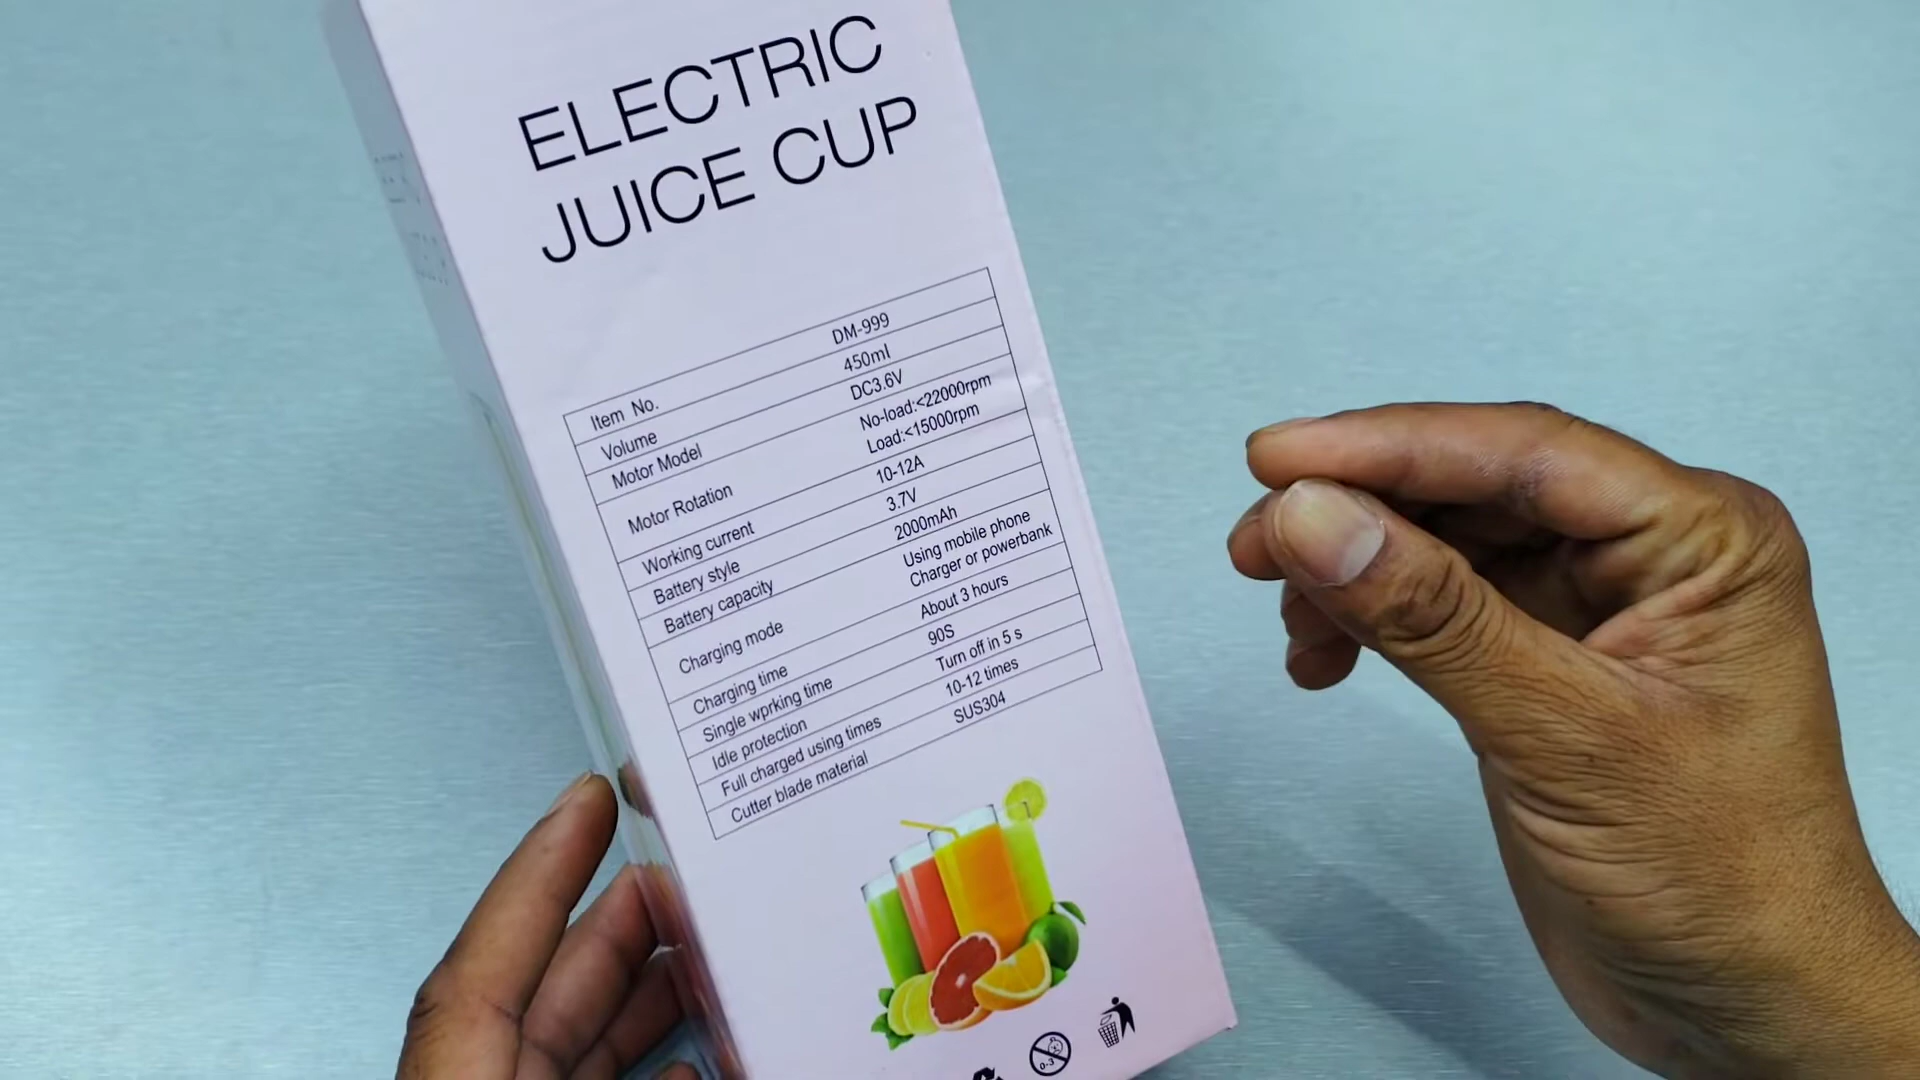 ELECTRIC
JUICE CUP
Item No. DM-999
Volume 450ml
Motor Model DC3.6V
Motor Rotation No-load:<22000rpm
Load:<15000rpm
Working current 10-12A
Battery style 3.7V
Battery capacity 2000mAh
Charging mode Using mobile phone
Charger or powerbank
Charging time About 3 hours
Single wprking time 90S
Idle protection Turn off in 5 s
Full charged using times 10-12 times
Cutter blade material SUS304
0-3